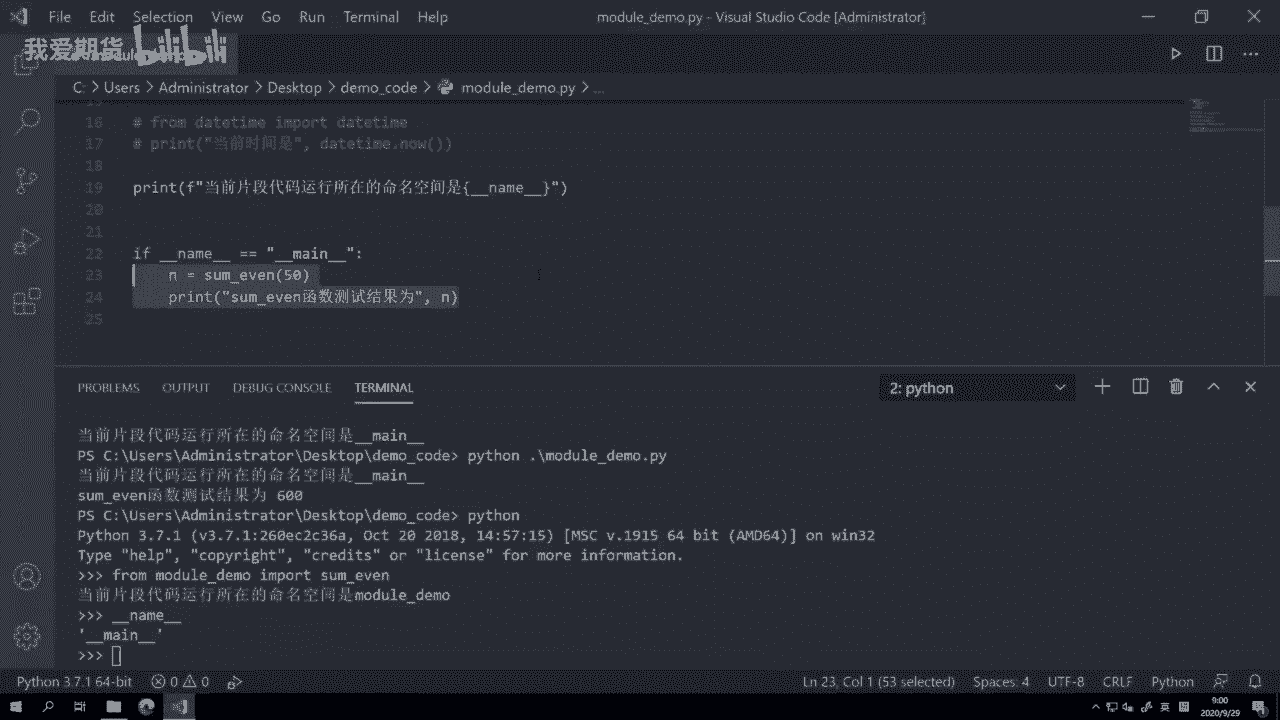 File Edit Selection View Go Run Terminal Help module_demo.py - Visual Studio Code [Administrator]
我爱期货 bilibili
C: > Users > Administrator > Desktop > demo_code > module_demo.py > ...
16 # from datetime import datetime
17 # print("当前时间是", datetime.now())
18
19 print(f"当前片段代码运行所在的命名空间是{__name__}")
20
21
22 if __name__ == "__main__":
23 n = sum_even(50)
24 print("sum_even函数测试结果为", n)
25
PROBLEMS OUTPUT DEBUG CONSOLE TERMINAL 2: python
当前片段代码运行所在的命名空间是__main__
PS C:\Users\Administrator\Desktop\demo_code> python .\module_demo.py
当前片段代码运行所在的命名空间是__main__
sum_even函数测试结果为 600
PS C:\Users\Administrator\Desktop\demo_code> python
Python 3.7.1 (v3.7.1:260ec2c36a, Oct 20 2018, 14:57:15) [MSC v.1915 64 bit (AMD64)] on win32
Type "help", "copyright", "credits" or "license" for more information.
>>> from module_demo import sum_even
当前片段代码运行所在的命名空间是module_demo
>>> __name__
'__main__'
>>>
Python 3.7.1 64-bit 0 0 Ln 23, Col 1 (53 selected) Spaces: 4 UTF-8 CRLF Python
英 9:00
2020/9/29